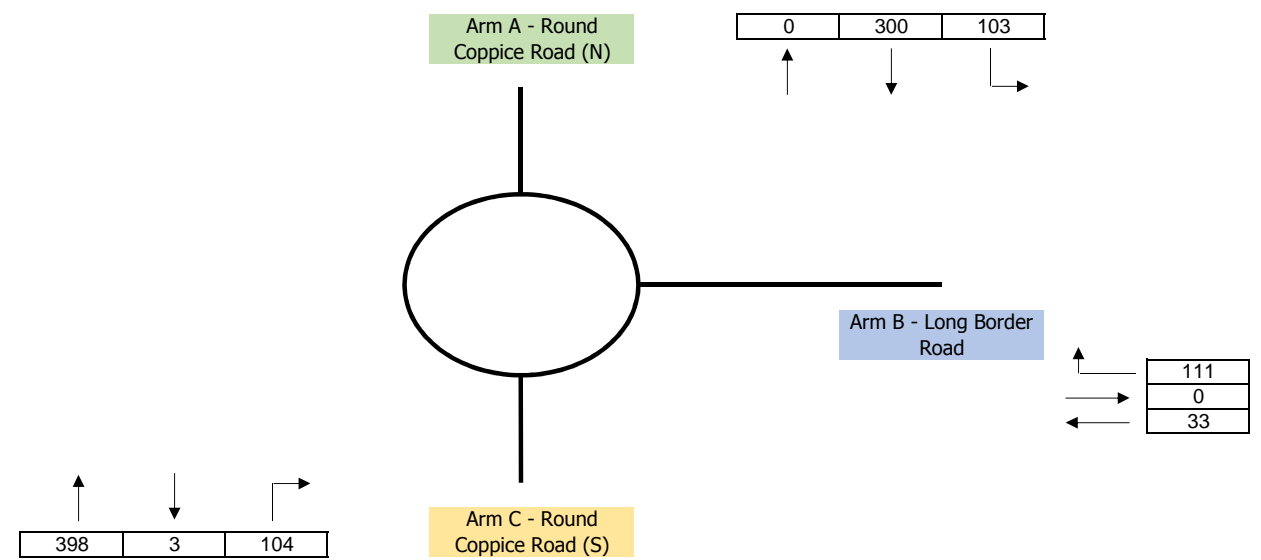 Arm A - Round
Coppice Road (N)
0 300 103
Arm B - Long Border
Road
111
0
33
398 3 104
Arm C - Round
Coppice Road (S)